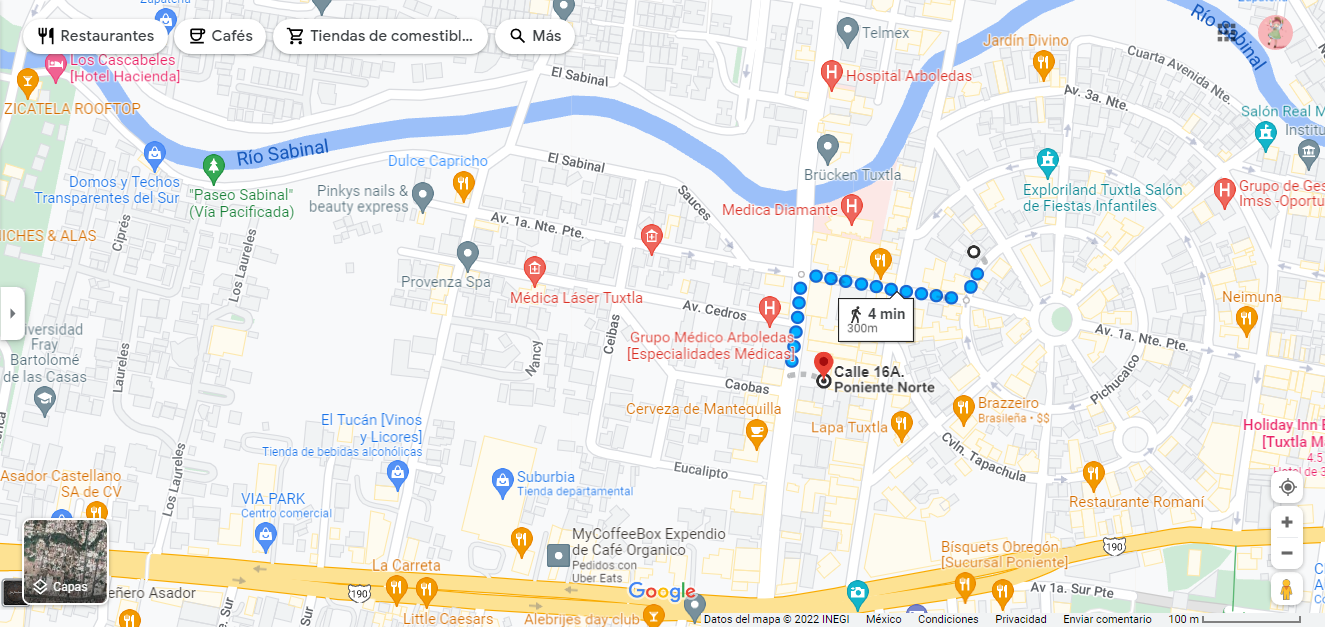 Restaurantes
Cafés
Tiendas de comestibl...
Más
Río Sabinal
Telmex
Jardín Divino
Los Cascabeles
[Hotel Hacienda]
ZICATELA ROOFTOP
El Sabinal
Hospital Arboledas
Cuarta Avenida Nte.
Av. 3a. Nte.
Salón Real M
Institu
Río Sabinal
Dulce Capricho
El Sabinal
Brücken Tuxtla
Domos y Techos
Transparentes del Sur
"Paseo Sabinal"
(Vía Pacificada)
Pinkys nails &
beauty express
Sauces
Medica Diamante
Exploriland Tuxtla Salón
de Fiestas Infantiles
Grupo de Ges
Imss -Oportu
NICHES & ALAS
Ciprés
Los Laureles
Av. 1a. Nte. Pte.
Provenza Spa
Médica Láser Tuxtla
Av. Cedros
4 min
300m
Neimuna
Grupo Médico Arboledas
[Especialidades Médicas]
Av. 1a. Nte. Pte.
versidad
Fray
Bartolomé
de las Casas
Laureles
Nancy
Ceibas
Calle 16A.
Poniente Norte
Pichucalco
Caobas
Cerveza de Mantequilla
Brazzeiro
Brasileña • $$
El Tucán [Vinos
y Licores]
Tienda de bebidas alcohólicas
Lapa Tuxtla
Holiday Inn E
[Tuxtla M
4.5
Hotel de 3
Los Laureles
Eucalipto
Cvln. Tapachula
Asador Castellano
SA de CV
Suburbia
Tienda departamental
VIA PARK
Centro comercial
Restaurante Romaní
MyCoffeeBox Expendio
de Café Organico
Pedidos con
Uber Eats
Bisquets Obregón
[Sucursal Poniente]
190
La Carreta
190
Capas
eñero Asador
Sur
Sur
Little Caesars
Google
Av 1a. Sur Pte
Alebrijes day club
Datos del mapa © 2022 INEGI
México
Condiciones
Privacidad
Enviar comentario
100 m